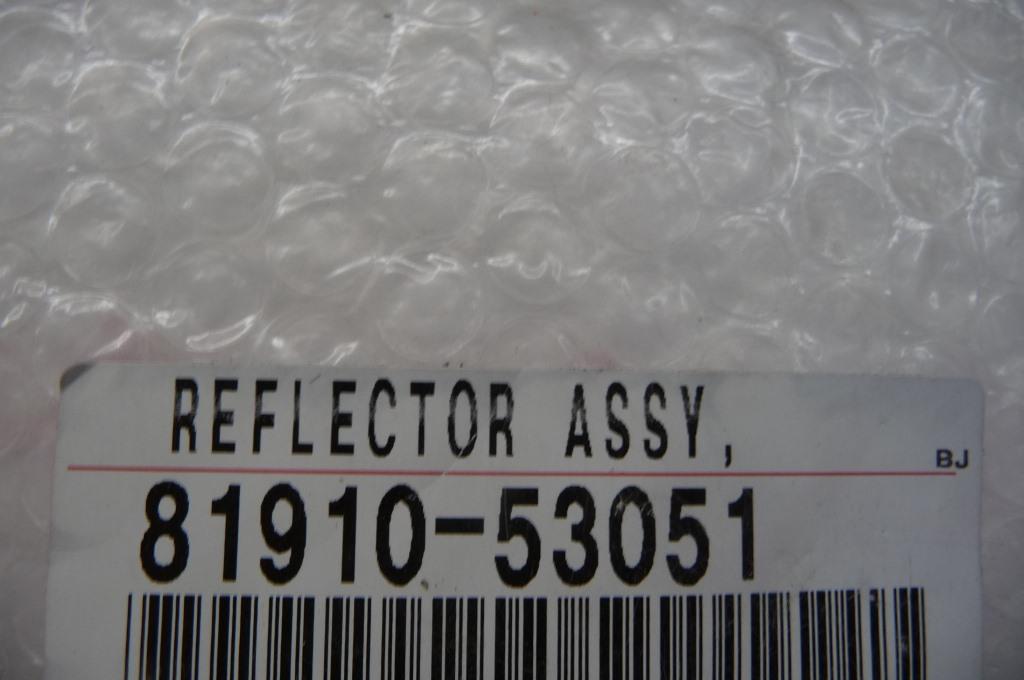 REFLECTOR ASSY,
BJ
81910-53051